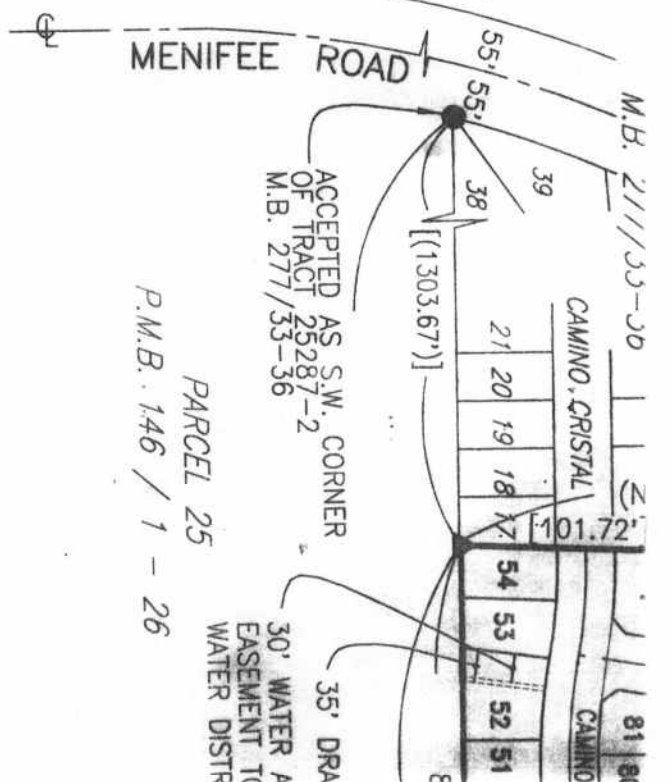 ℄
MENIFEE ROAD
55' 55'
39
38
[(1303.67')]
CAMINO CRISTAL
21 20 19 18 17
[101.72'
54 53 52 51
81
CAMINO
ACCEPTED AS S.W. CORNER
OF TRACT 25287-2
M.B. 277/33-36
PARCEL 25
P.M.B. 146 / 1 - 26
30' WATER
EASEMENT TO
WATER
35'